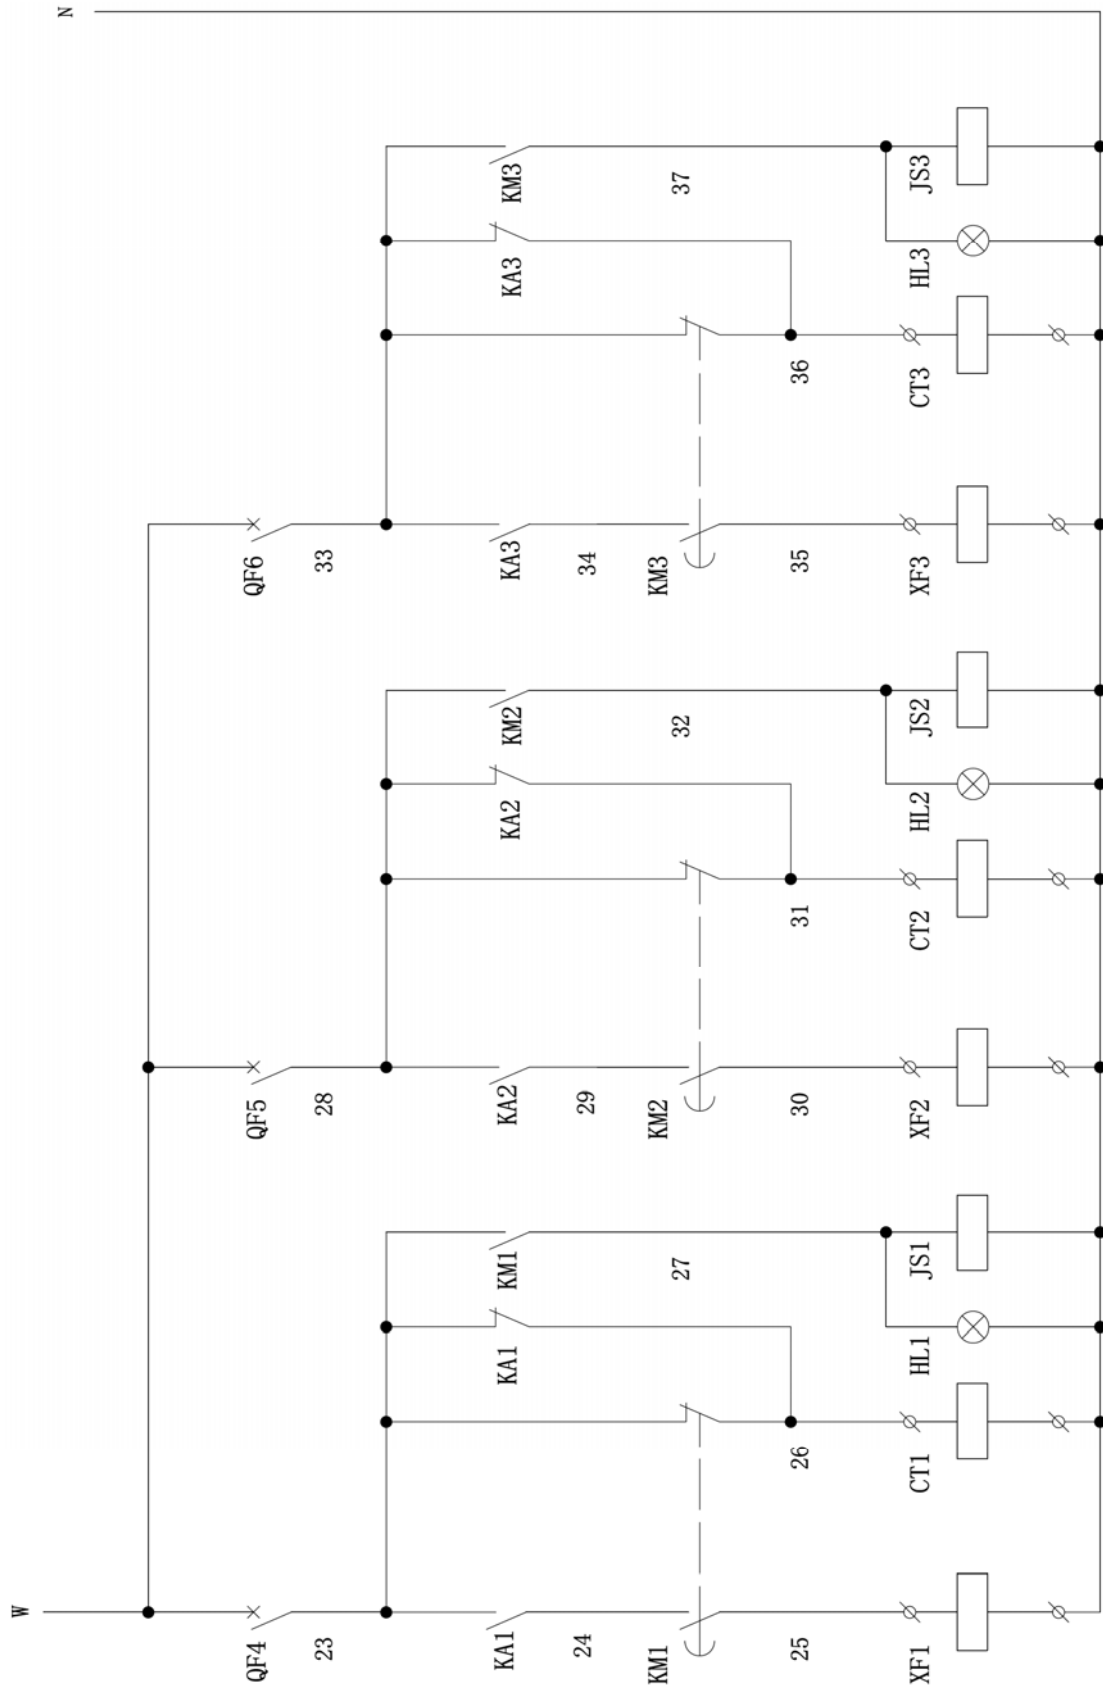 W
N
QF4
QF5
QF6
23
28
33
KA1
KA1
KM1
KA2
KA2
KM2
KA3
KA3
KM3
24
29
34
KM1
27
KM2
32
KM3
37
25
26
30
31
35
36
XF1
CT1
HL1
JS1
XF2
CT2
HL2
JS2
XF3
CT3
HL3
JS3